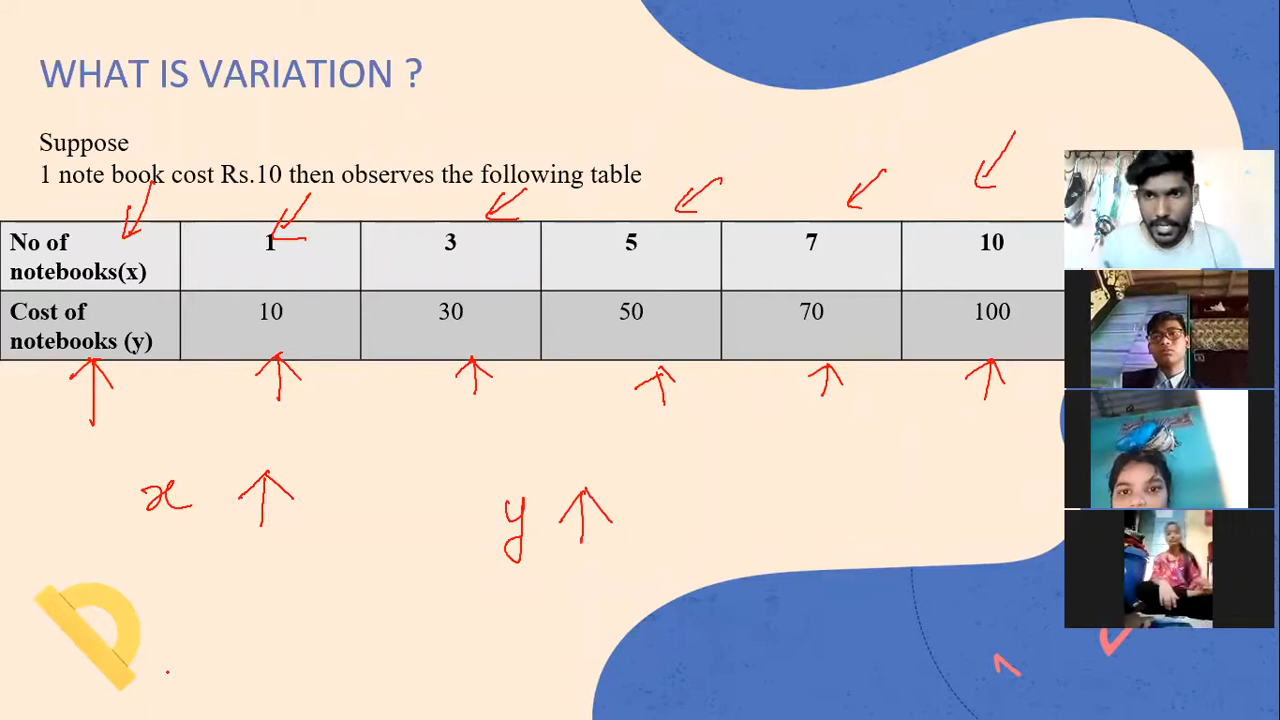 WHAT IS VARIATION ?
Suppose
1 note book cost Rs.10 then observes the following table
No of notebooks(x) 1 3 5 7 10
Cost of notebooks (y) 10 30 50 70 100
x ↑ y ↑